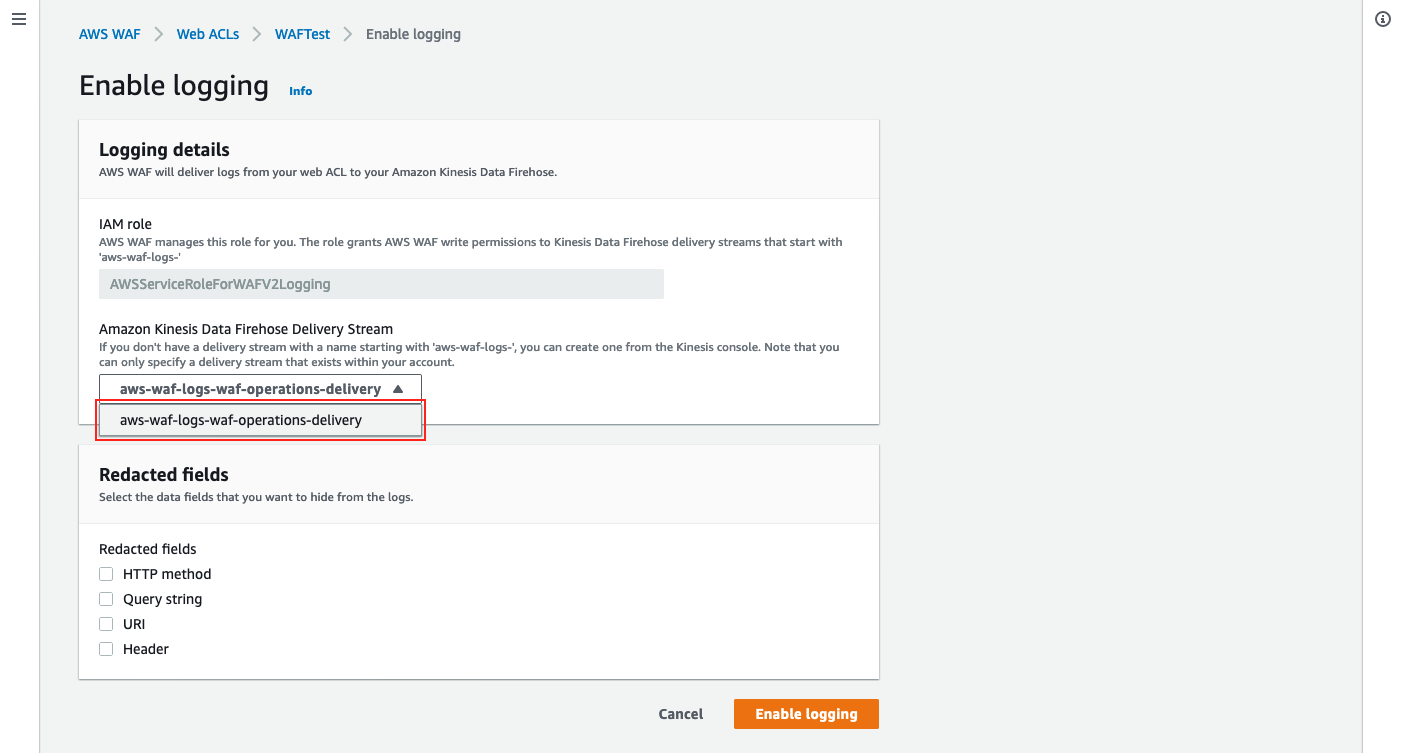 AWS WAF > Web ACLs > WAFTest > Enable logging
Enable logging Info
Logging details
AWS WAF will deliver logs from your web ACL to your Amazon Kinesis Data Firehose.
IAM role
AWS WAF manages this role for you. The role grants AWS WAF write permissions to Kinesis Data Firehose delivery streams that start with
'aws-waf-logs-'
AWSServiceRoleForWAFV2Logging
Amazon Kinesis Data Firehose Delivery Stream
If you don't have a delivery stream with a name starting with 'aws-waf-logs-', you can create one from the Kinesis console. Note that you
can only specify a delivery stream that exists within your account.
aws-waf-logs-waf-operations-delivery
aws-waf-logs-waf-operations-delivery
Redacted fields
Select the data fields that you want to hide from the logs.
Redacted fields
HTTP method
Query string
URI
Header
Cancel Enable logging